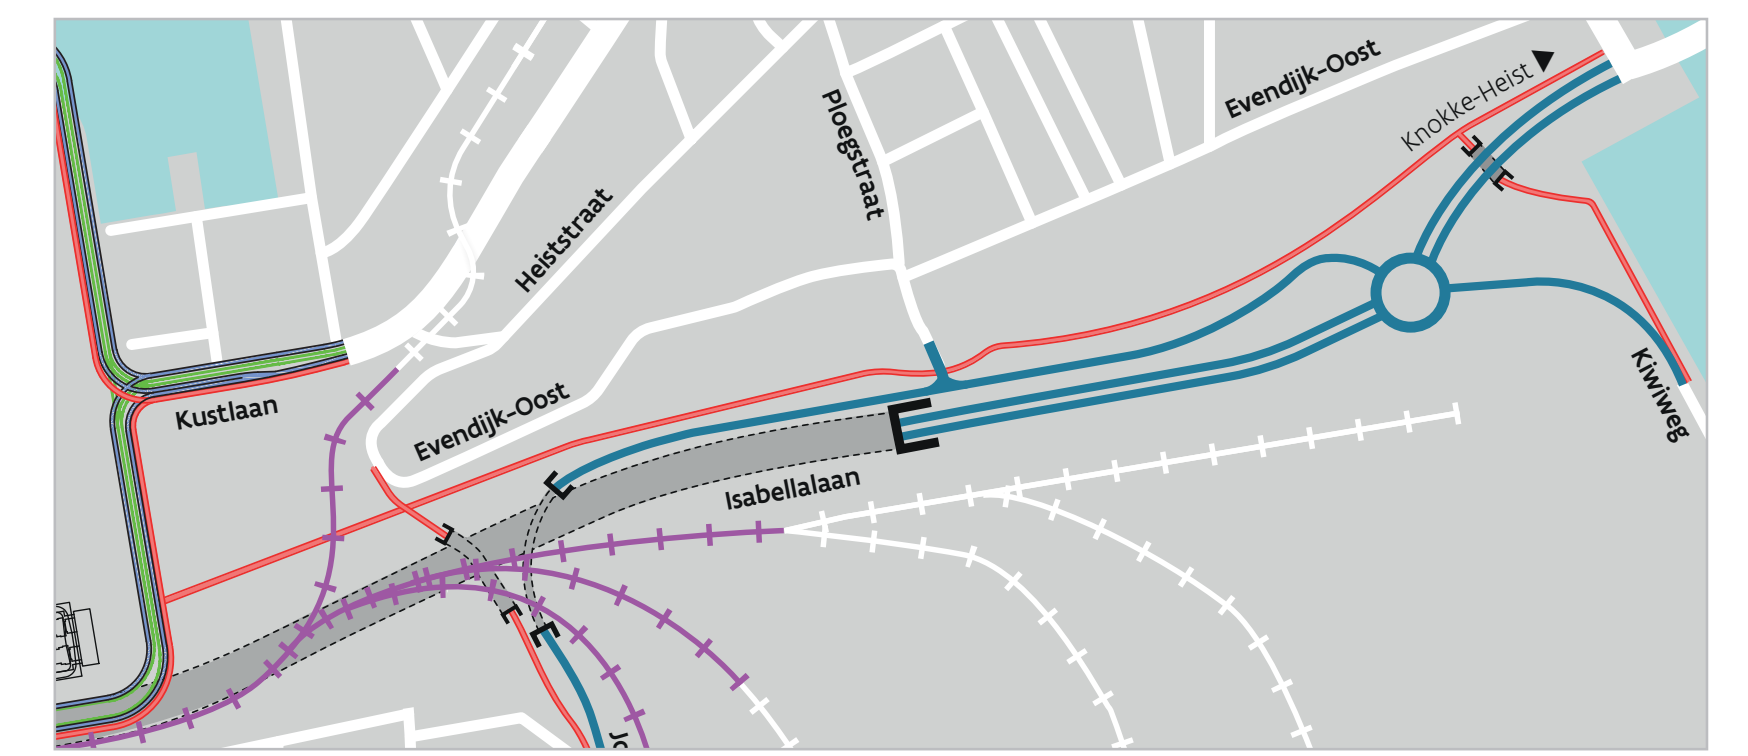 Evendijk-Oost
Knokke-Heist
Ploegstraat
Heiststraat
Kiwiweg
Kustlaan
Evendijk-Oost
Isabellalaan